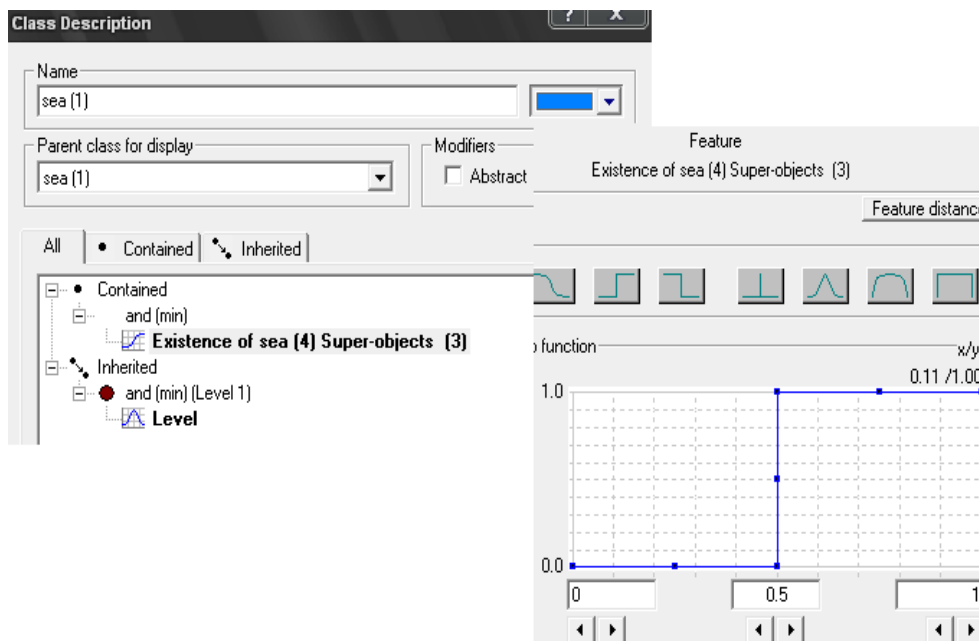 Class Description
? X
Name
sea (1)
Parent class for display
sea (1)
Modifiers
Abstract
All
Contained
Inherited
Contained
and (min)
Existence of sea (4) Super-objects (3)
Inherited
and (min) (Level 1)
Level
Feature
Existence of sea (4) Super-objects (3)
Feature distance
function
x/y
0.11 /1.00
1.0
0.0
0
0.5
1